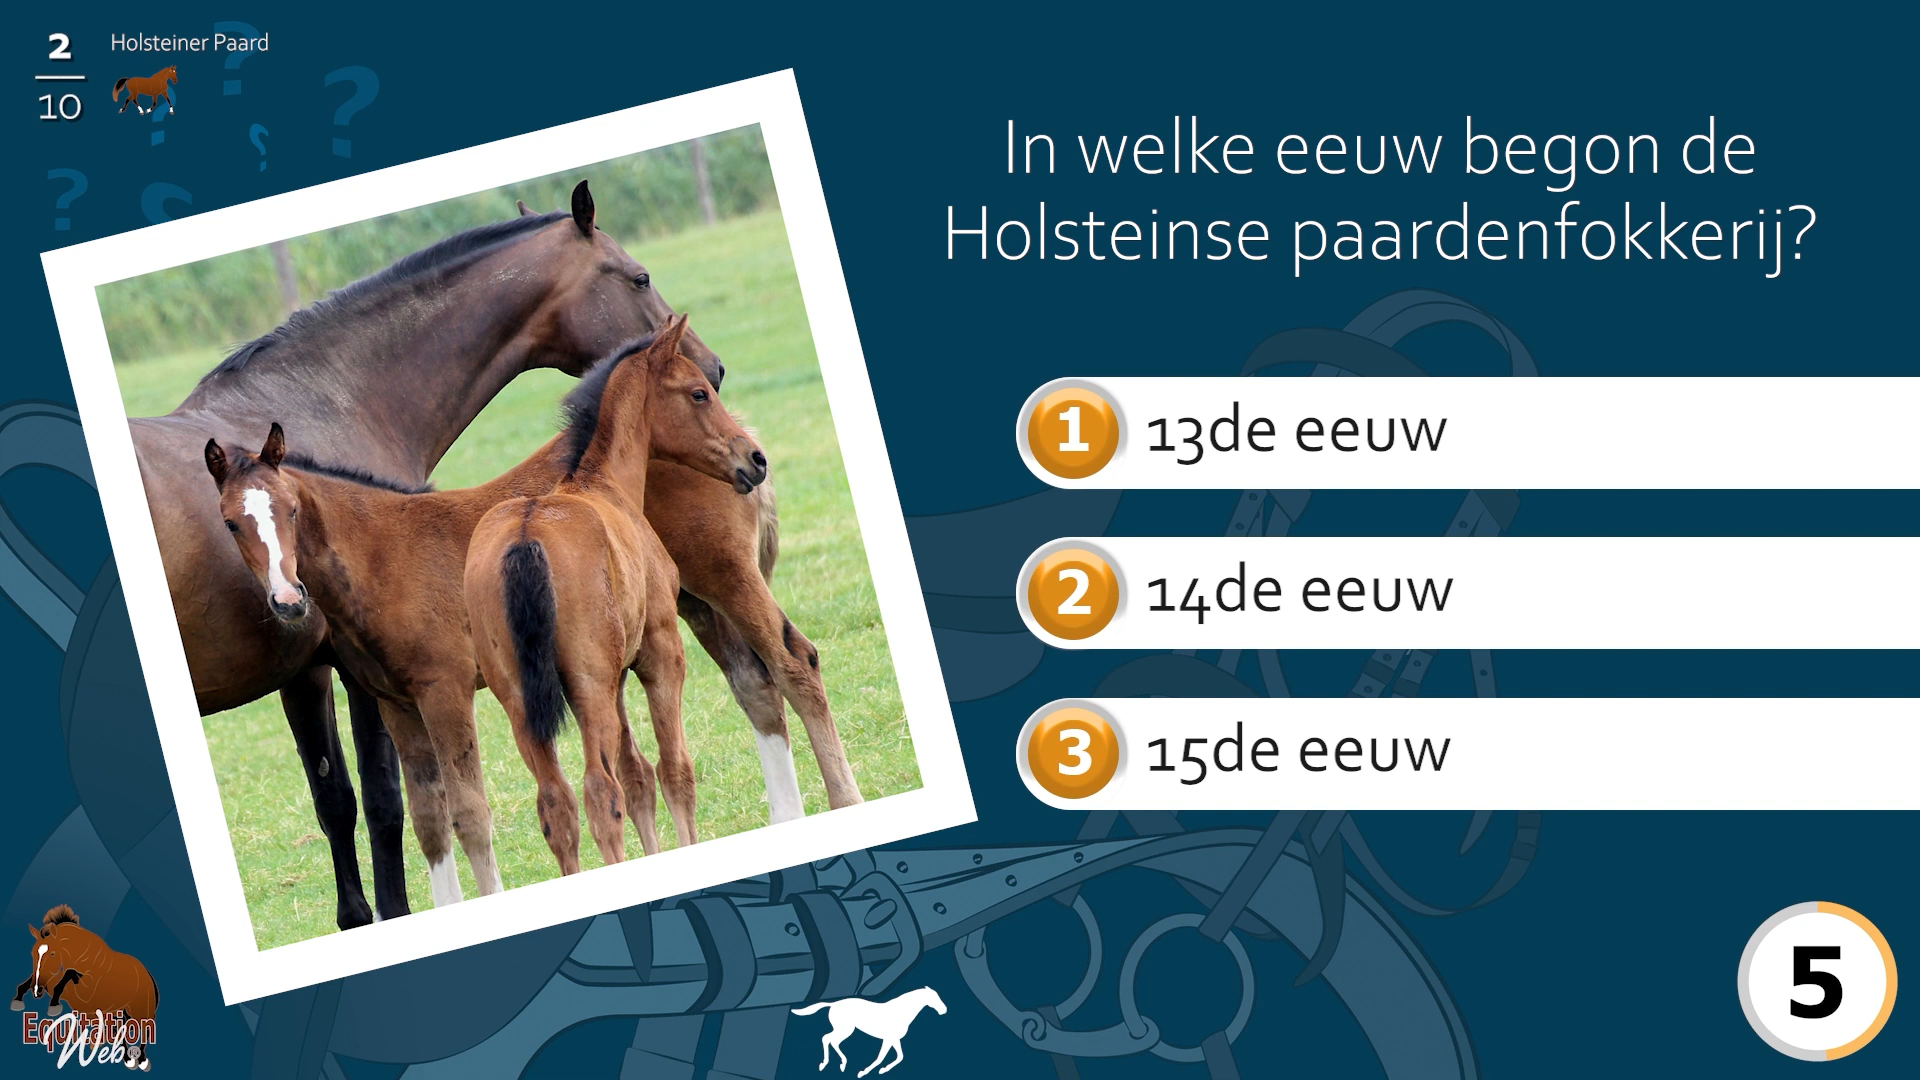 2
10
Holsteiner Paard
In welke eeuw begon de
Holsteinse paardenfokkerij?
1 13de eeuw
2 14de eeuw
3 15de eeuw
5
Equitation
Web